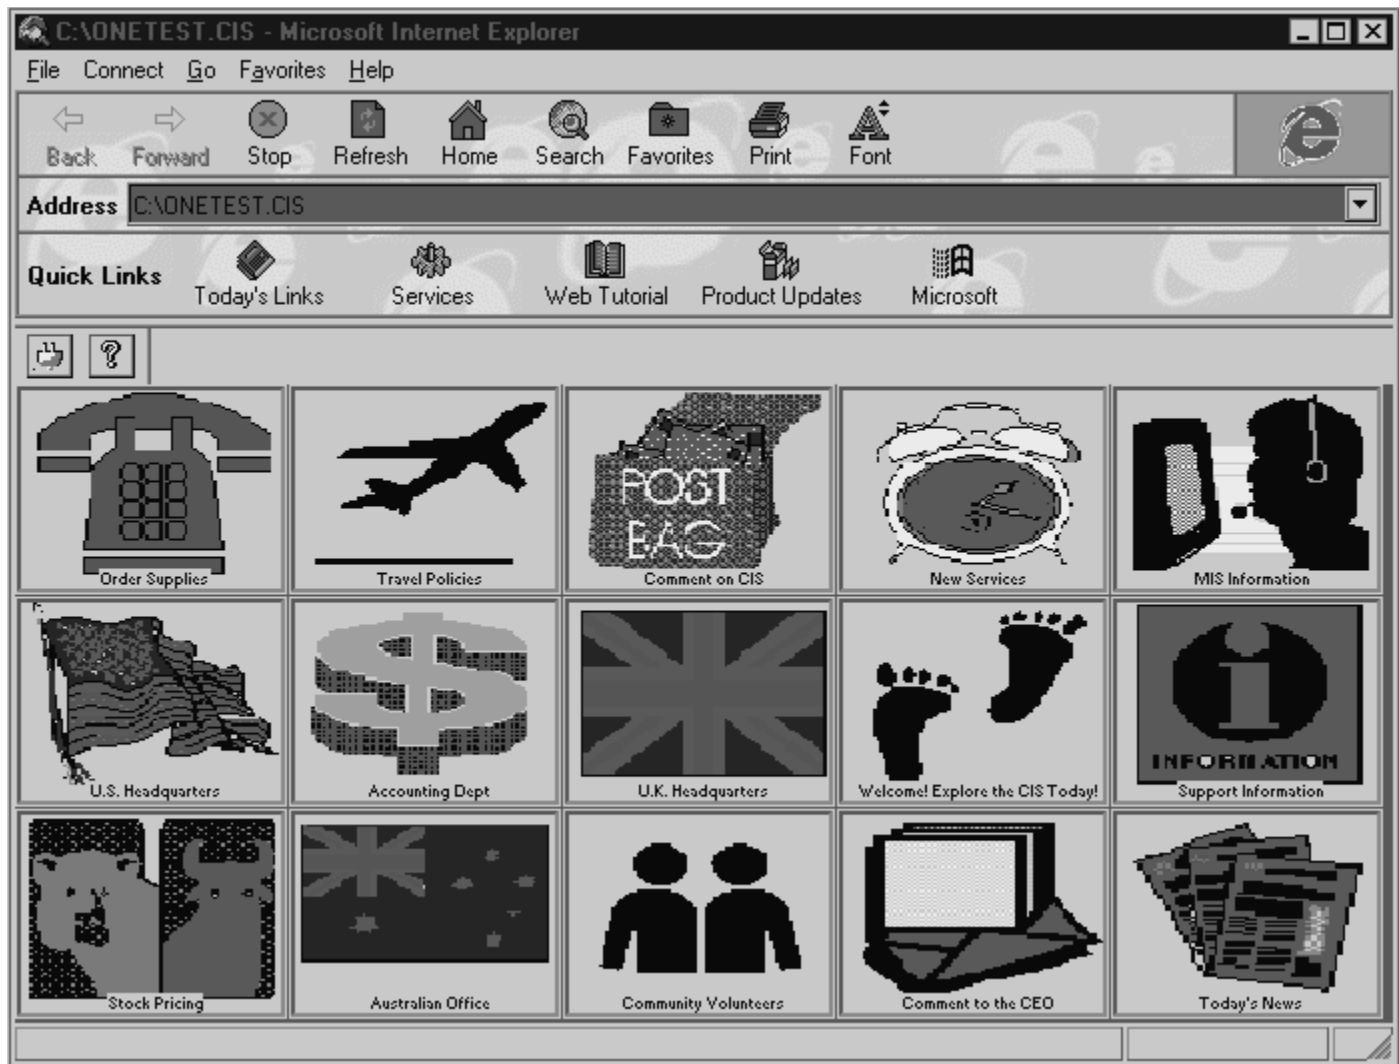 C:\ONETEST.CIS - Microsoft Internet Explorer
File Connect Go Favorites Help
Back Forward Stop Refresh Home Search Favorites Print Font
Address C:\ONETEST.CIS
Quick Links Today's Links Services Web Tutorial Product Updates Microsoft
POST
BAG
Order Supplies Travel Policies Comment on CIS New Services MIS Information
INFORMATION
U.S. Headquarters Accounting Dept U.K. Headquarters Welcome! Explore the CIS Today! Support Information
Stock Pricing Australian Office Community Volunteers Comment to the CEO Today's News